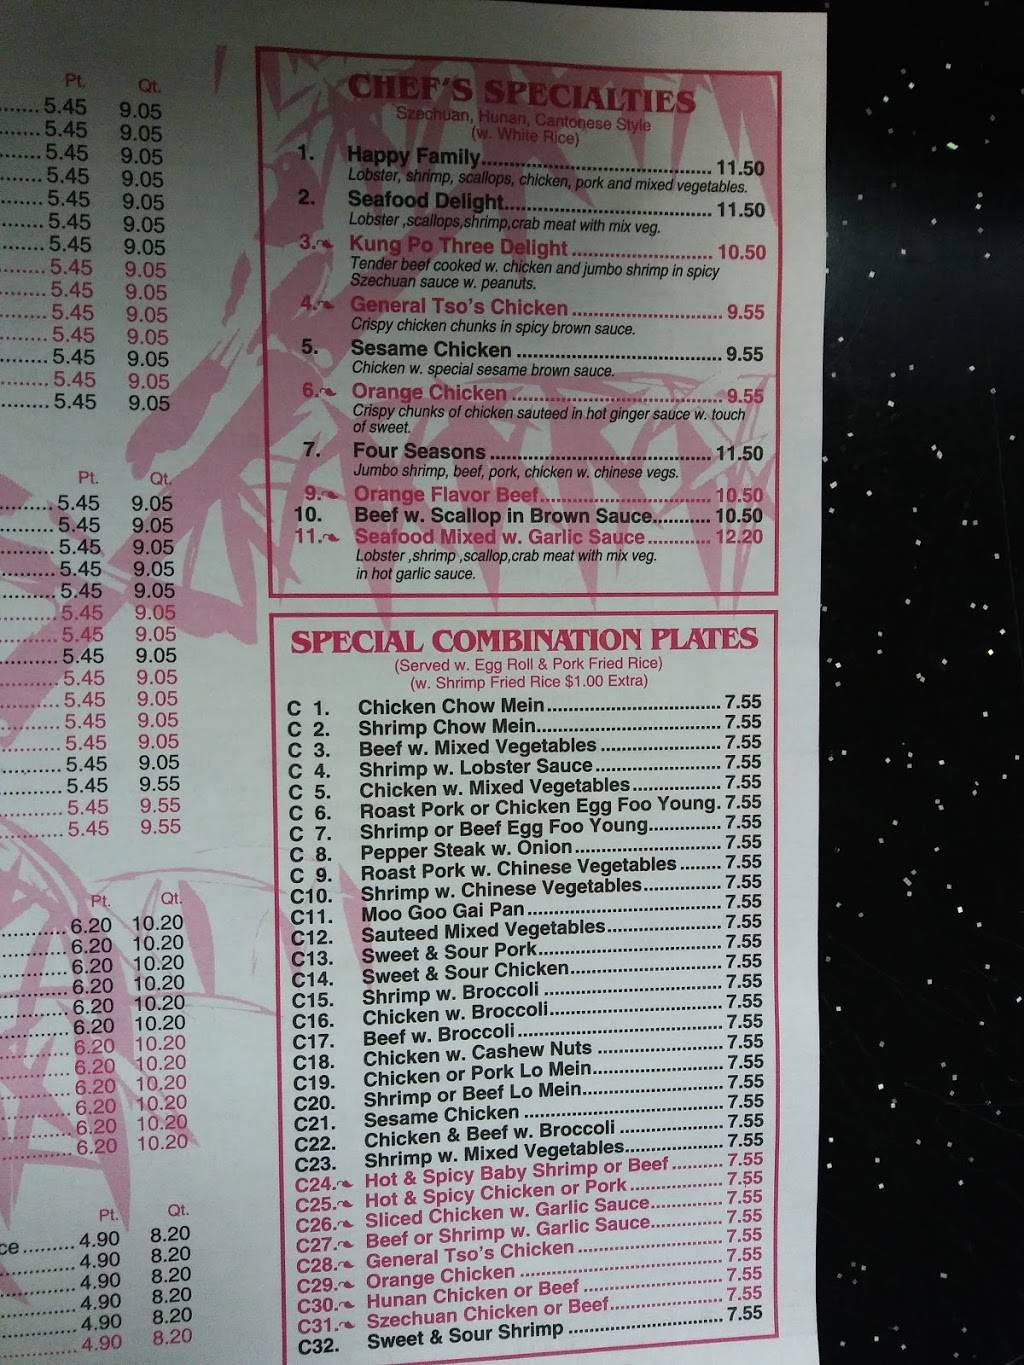 Pt. Qt.
........5.45 9.05
........5.45 9.05
........5.45 9.05
........5.45 9.05
........5.45 9.05
........5.45 9.05
........5.45 9.05
........5.45 9.05
........5.45 9.05
........5.45 9.05
........5.45 9.05
........5.45 9.05
........5.45 9.05
........5.45 9.05
Pt. Qt.
........5.45 9.05
........5.45 9.05
........5.45 9.05
........5.45 9.05
........5.45 9.05
........5.45 9.05
........5.45 9.05
........5.45 9.05
........5.45 9.05
........5.45 9.05
........5.45 9.05
........5.45 9.05
........5.45 9.05
........5.45 9.55
........5.45 9.55
........5.45 9.55
Pt. Qt.
........6.20 10.20
........6.20 10.20
........6.20 10.20
........6.20 10.20
........6.20 10.20
........6.20 10.20
........6.20 10.20
........6.20 10.20
........6.20 10.20
........6.20 10.20
........6.20 10.20
........6.20 10.20
Pt. Qt.
ce.........4.90 8.20
........4.90 8.20
........4.90 8.20
........4.90 8.20
........4.90 8.20
........4.90 8.20
CHEF'S SPECIALTIES
Szechuan, Hunan, Cantonese Style
(w. White Rice)
1. Happy Family........ 11.50
Lobster, shrimp, scallops, chicken, pork and mixed vegetables.
2. Seafood Delight........ 11.50
Lobster ,scallops,shrimp,crab meat with mix veg.
3. Kung Po Three Delight ........ 10.50
Tender beef cooked w. chicken and jumbo shrimp in spicy
Szechuan sauce w. peanuts.
4. General Tso's Chicken ........ 9.55
Crispy chicken chunks in spicy brown sauce.
5. Sesame Chicken ........ 9.55
Chicken w. special sesame brown sauce.
6. Orange Chicken ........ 9.55
Crispy chunks of chicken sauteed in hot ginger sauce w. touch
of sweet.
7. Four Seasons ........ 11.50
Jumbo shrimp, beef, pork, chicken w. chinese vegs.
9. Orange Flavor Beef........ 10.50
10. Beef w. Scallop in Brown Sauce........ 10.50
11. Seafood Mixed w. Garlic Sauce ........ 12.20
Lobster ,shrimp ,scallop,crab meat with mix veg.
in hot garlic sauce.
SPECIAL COMBINATION PLATES
(Served w. Egg Roll & Pork Fried Rice)
(w. Shrimp Fried Rice $1.00 Extra)
C 1. Chicken Chow Mein........ 7.55
C 2. Shrimp Chow Mein........ 7.55
C 3. Beef w. Mixed Vegetables ........ 7.55
C 4. Shrimp w. Lobster Sauce........ 7.55
C 5. Chicken w. Mixed Vegetables........ 7.55
C 6. Roast Pork or Chicken Egg Foo Young. 7.55
C 7. Shrimp or Beef Egg Foo Young........ 7.55
C 8. Pepper Steak w. Onion ........ 7.55
C 9. Roast Pork w. Chinese Vegetables ....... 7.55
C10. Shrimp w. Chinese Vegetables........ 7.55
C11. Moo Goo Gai Pan ........ 7.55
C12. Sauteed Mixed Vegetables........ 7.55
C13. Sweet & Sour Pork........ 7.55
C14. Sweet & Sour Chicken........ 7.55
C15. Shrimp w. Broccoli ........ 7.55
C16. Chicken w. Broccoli........ 7.55
C17. Beef w. Broccoli ........ 7.55
C18. Chicken w. Cashew Nuts ........ 7.55
C19. Chicken or Pork Lo Mein........ 7.55
C20. Shrimp or Beef Lo Mein........ 7.55
C21. Sesame Chicken ........ 7.55
C22. Chicken & Beef w. Broccoli ........ 7.55
C23. Shrimp w. Mixed Vegetables........ 7.55
C24. Hot & Spicy Baby Shrimp or Beef ........ 7.55
C25. Hot & Spicy Chicken or Pork ........ 7.55
C26. Sliced Chicken w. Garlic Sauce........ 7.55
C27. Beef or Shrimp w. Garlic Sauce........ 7.55
C28. General Tso's Chicken ........ 7.55
C29. Orange Chicken ........ 7.55
C30. Hunan Chicken or Beef ........ 7.55
C31. Szechuan Chicken or Beef........ 7.55
C32. Sweet & Sour Shrimp ........ 7.55